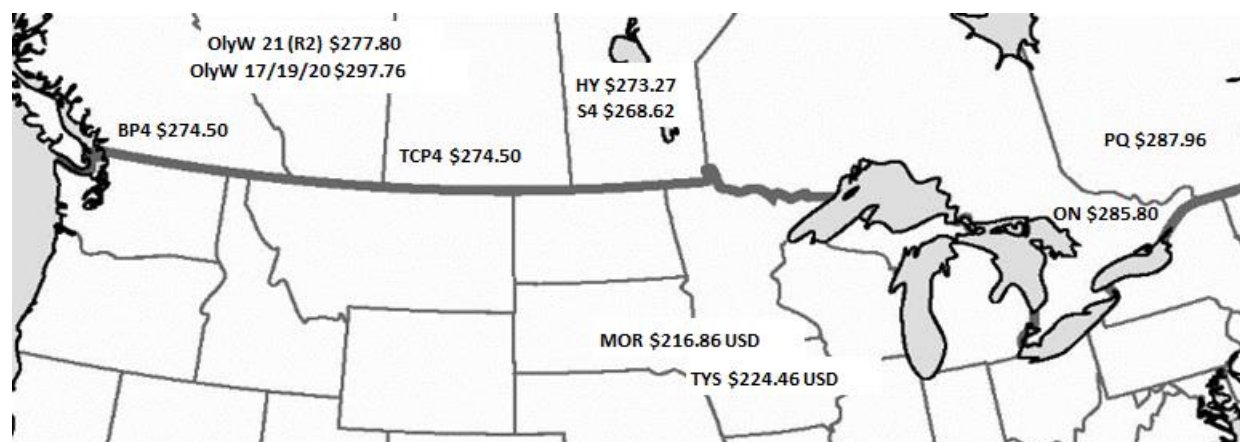 OlyW 21 (R2) $277.80
OlyW 17/19/20 $297.76
HY $273.27
S4 $268.62
BP4 $274.50
TCP4 $274.50
PQ $287.96
ON $285.80
MOR $216.86 USD
TYS $224.46 USD